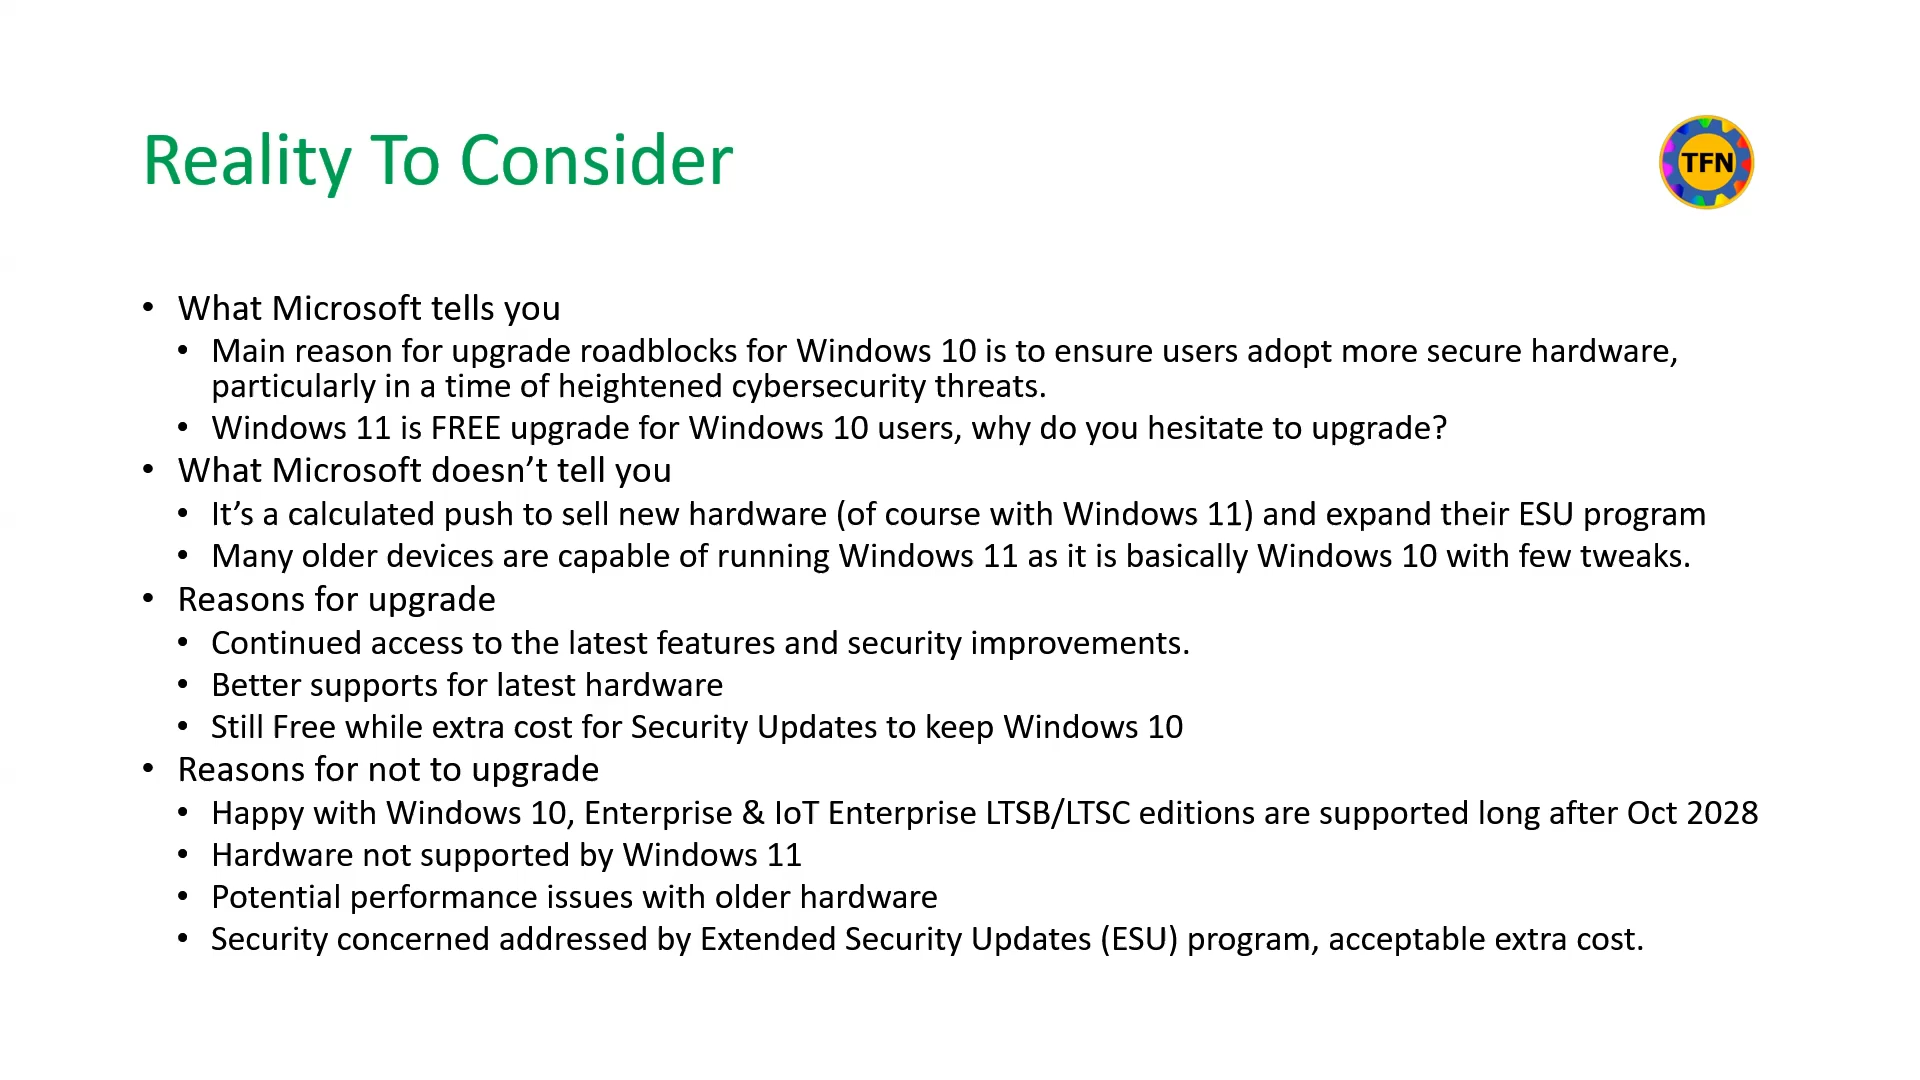 Reality To Consider
TFN
• What Microsoft tells you
• Main reason for upgrade roadblocks for Windows 10 is to ensure users adopt more secure hardware,
particularly in a time of heightened cybersecurity threats.
• Windows 11 is FREE upgrade for Windows 10 users, why do you hesitate to upgrade?
• What Microsoft doesn’t tell you
• It’s a calculated push to sell new hardware (of course with Windows 11) and expand their ESU program
• Many older devices are capable of running Windows 11 as it is basically Windows 10 with few tweaks.
• Reasons for upgrade
• Continued access to the latest features and security improvements.
• Better supports for latest hardware
• Still Free while extra cost for Security Updates to keep Windows 10
• Reasons for not to upgrade
• Happy with Windows 10, Enterprise & IoT Enterprise LTSB/LTSC editions are supported long after Oct 2028
• Hardware not supported by Windows 11
• Potential performance issues with older hardware
• Security concerned addressed by Extended Security Updates (ESU) program, acceptable extra cost.